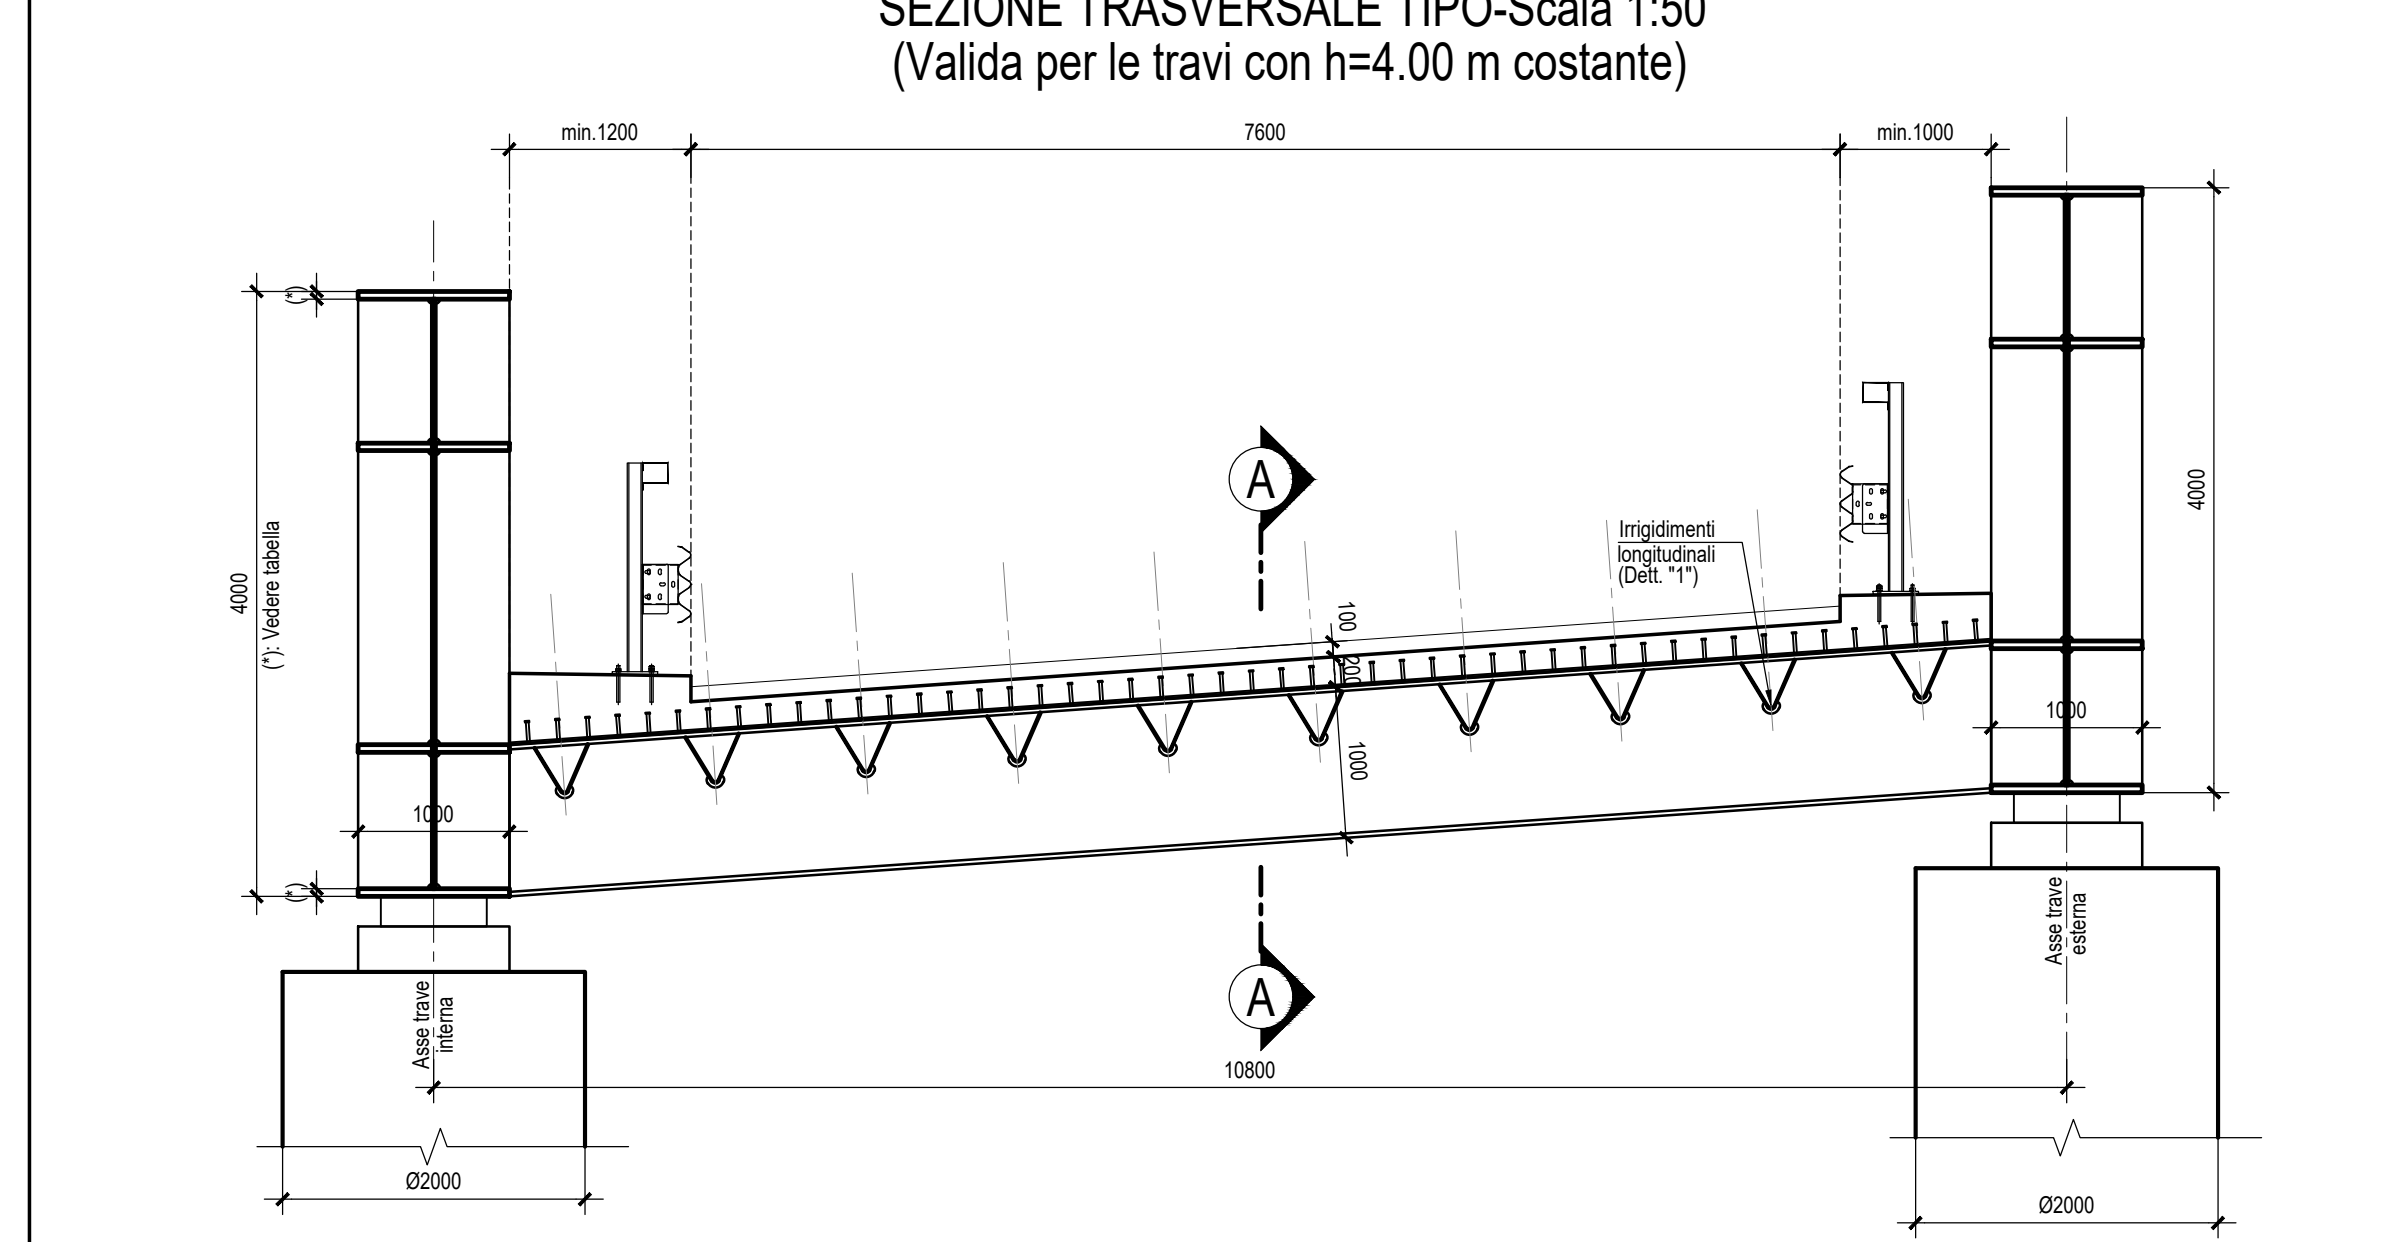 SEZIONE TRASVERSALE TIPO-Scala 1:50
(Valida per le travi con h=4.00 m costante)
min.1200
7600
min.1000
(*)
4000
(*): Vedere tabella
A
4000
Irrigidimenti
longitudinali
(Dett. "1")
100
200
1000
1000
1000
(*)
Asse trave
esterna
Asse trave
interna
A
10800
Ø2000
Ø2000